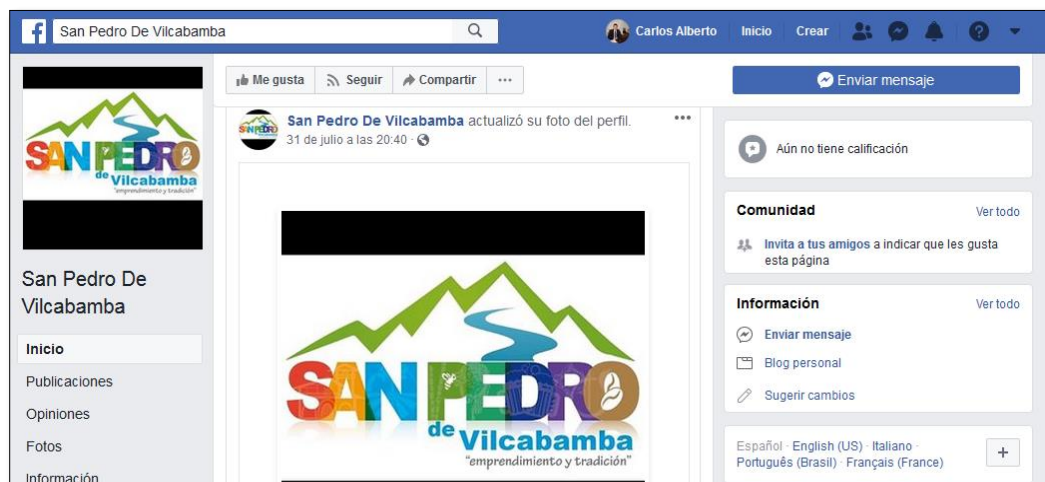 San Pedro De Vilcabamba
Carlos Alberto
Inicio
Crear
Me gusta
Seguir
Compartir
Enviar mensaje
SAN PEDRO
de Vilcabamba
"emprendimiento y tradición"
San Pedro De
Vilcabamba
Inicio
Publicaciones
Opiniones
Fotos
Información
San Pedro De Vilcabamba actualizó su foto del perfil.
31 de julio a las 20:40
SAN PEDRO
de Vilcabamba
"emprendimiento y tradición"
Aún no tiene calificación
Comunidad
Ver todo
Invita a tus amigos a indicar que les gusta
esta página
Información
Ver todo
Enviar mensaje
Blog personal
Sugerir cambios
Español · English (US) · Italiano ·
Português (Brasil) · Français (France)